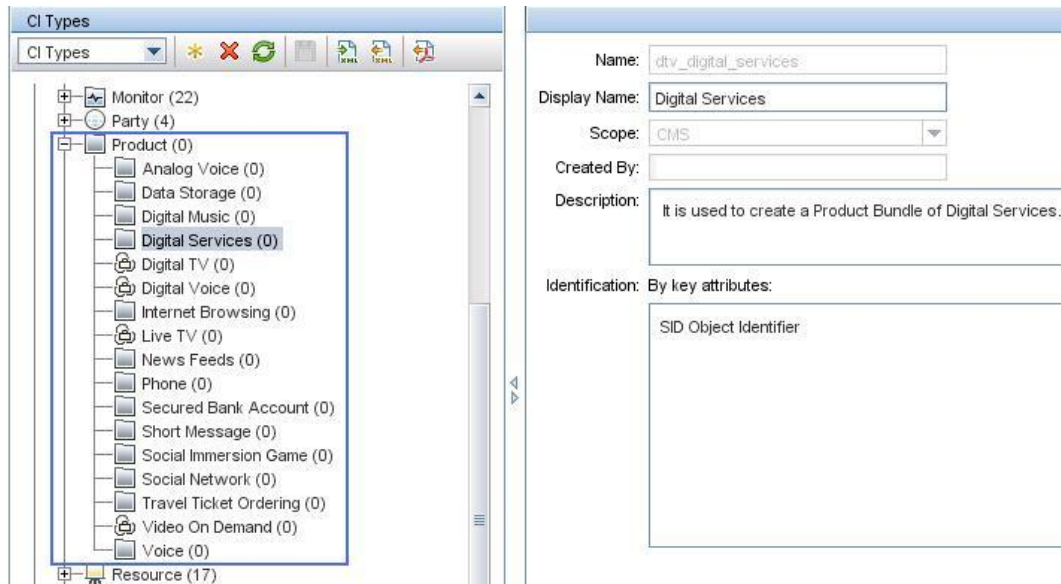 CI Types
CI Types
XML
XML
Monitor (22)
Party (4)
Product (0)
Analog Voice (0)
Data Storage (0)
Digital Music (0)
Digital Services (0)
Digital TV (0)
Digital Voice (0)
Internet Browsing (0)
Live TV (0)
News Feeds (0)
Phone (0)
Secured Bank Account (0)
Short Message (0)
Social Immersion Game (0)
Social Network (0)
Travel Ticket Ordering (0)
Video On Demand (0)
Voice (0)
Resource (17)
Name: dtv_digital_services
Display Name: Digital Services
Scope: CMS
Created By:
Description: It is used to create a Product Bundle of Digital Services.
Identification: By key attributes:
SID Object Identifier